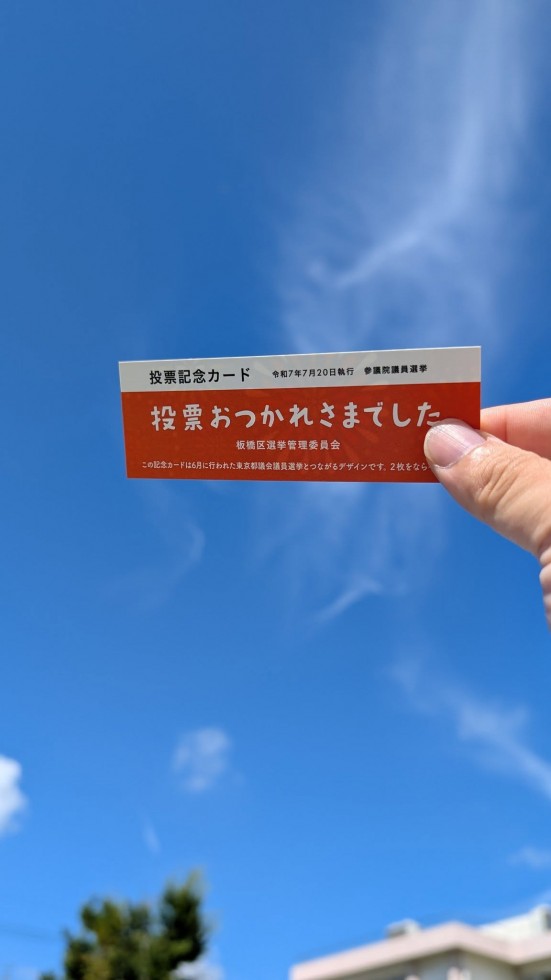 投票記念カード 令和7年7月20日執行 参議院議員選挙
投票おつかれさまでした
板橋区選挙管理委員会
この記念カードは6月に行われた東京都議会議員選挙とつながるデザインです。2枚をなら